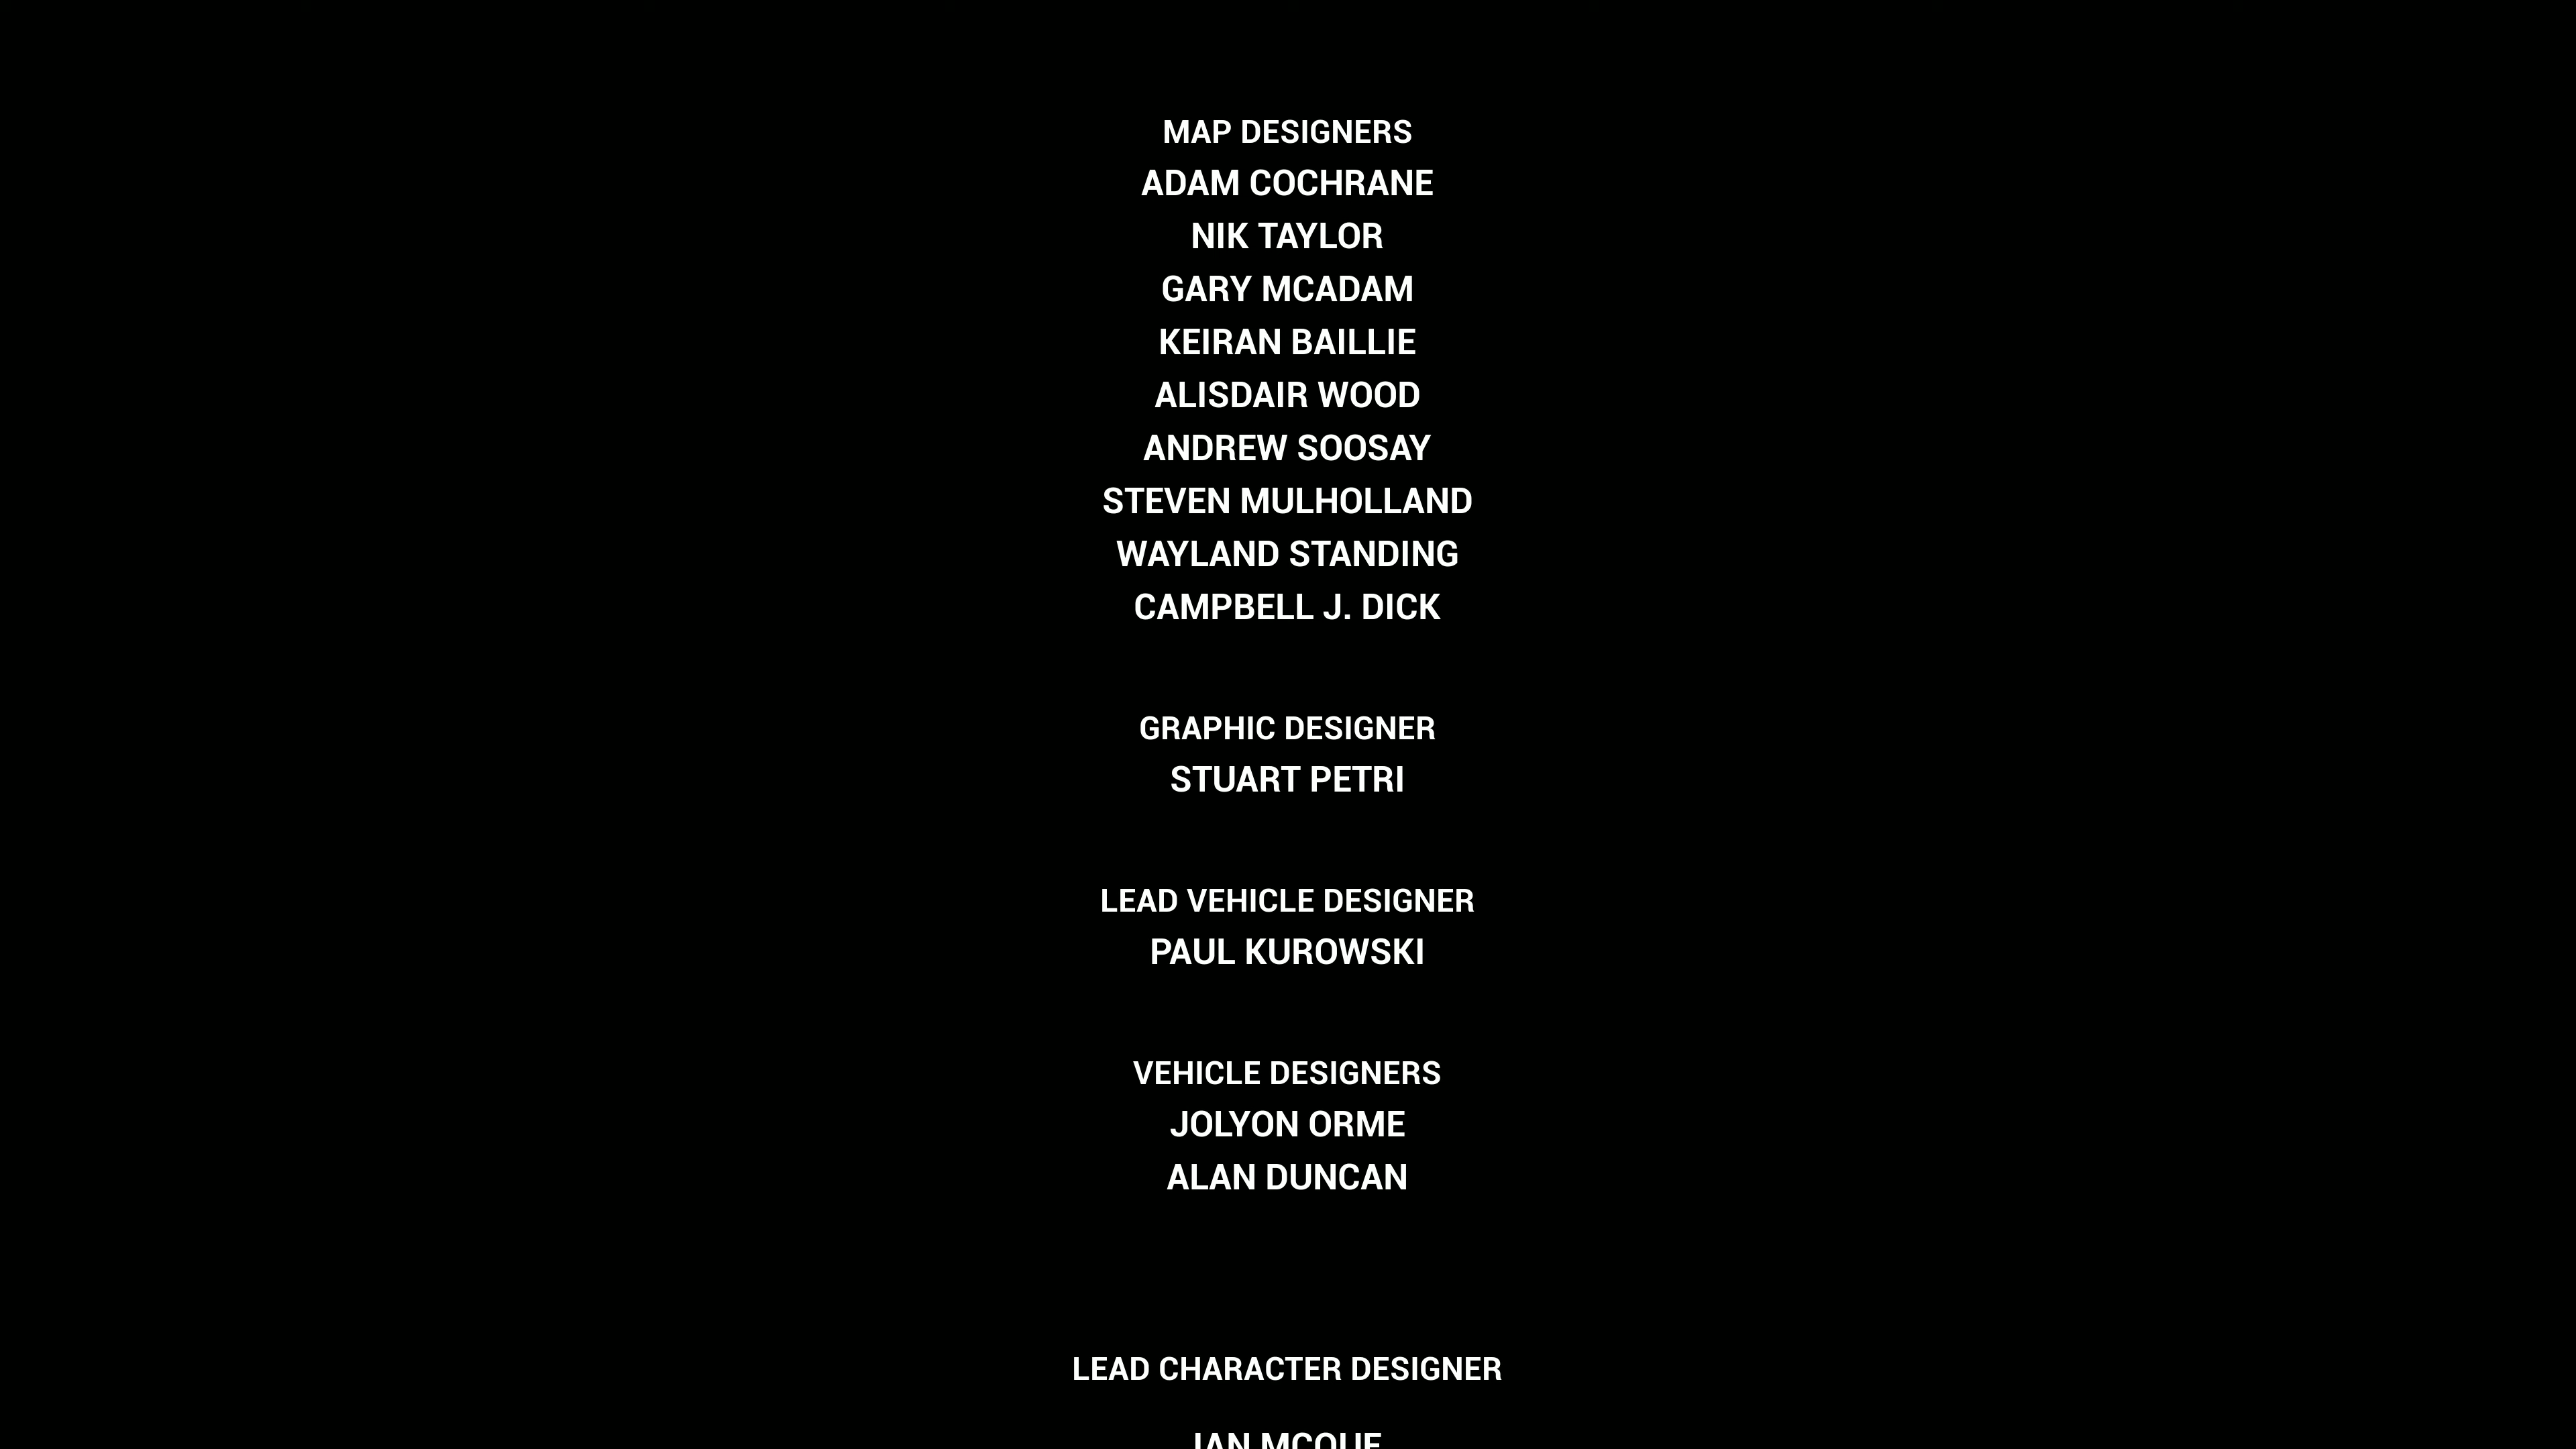 MAP DESIGNERS
ADAM COCHRANE
NIK TAYLOR
GARY MCADAM
KEIRAN BAILLIE
ALISDAIR WOOD
ANDREW SOOSAY
STEVEN MULHOLLAND
WAYLAND STANDING
CAMPBELL J. DICK
GRAPHIC DESIGNER
STUART PETRI
LEAD VEHICLE DESIGNER
PAUL KUROWSKI
VEHICLE DESIGNERS
JOLYON ORME
ALAN DUNCAN
LEAD CHARACTER DESIGNER
IAN MCQUE